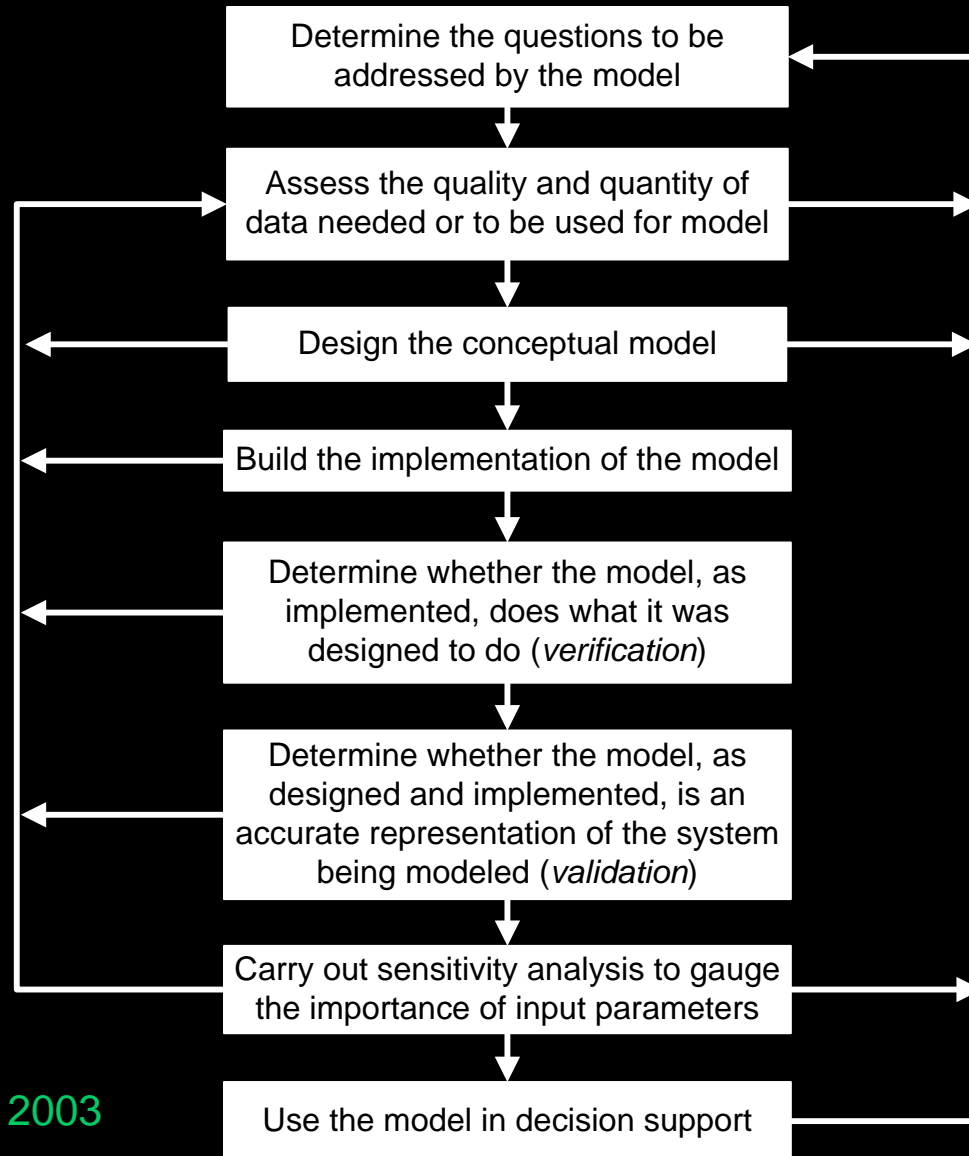 Determine the questions to be
addressed by the model
Assess the quality and quantity of
data needed or to be used for model
Design the conceptual model
Build the implementation of the model
Determine whether the model, as
implemented, does what it was
designed to do (verification)
Determine whether the model, as
designed and implemented, is an
accurate representation of the system
being modeled (validation)
Carry out sensitivity analysis to gauge
the importance of input parameters
Use the model in decision support
2003